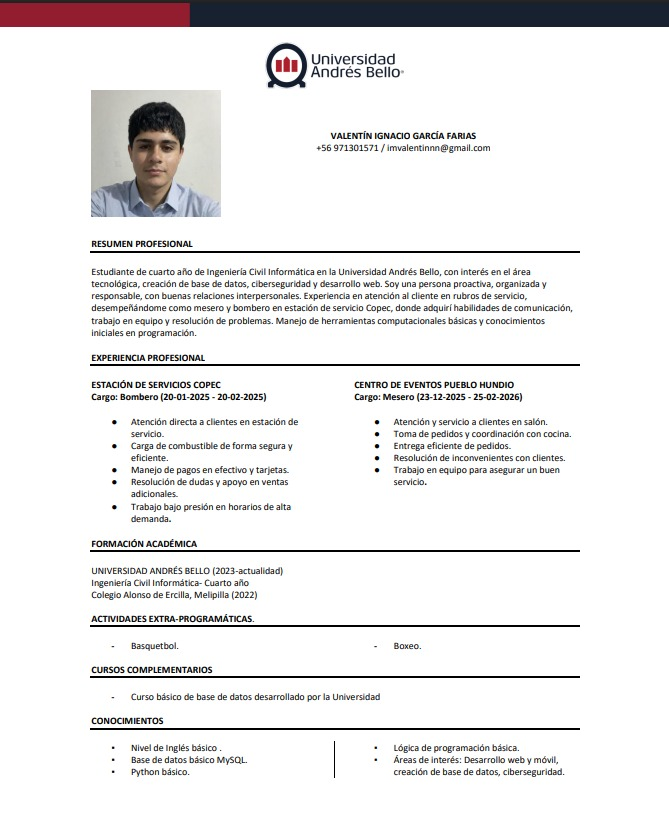 Universidad
Andrés Bello
VALENTÍN IGNACIO GARCÍA FARIAS
+56 971301571 / imvalentinnn@gmail.com
RESUMEN PROFESIONAL
Estudiante de cuarto año de Ingeniería Civil Informática en la Universidad Andrés Bello, con interés en el área
tecnológica, creación de base de datos, ciberseguridad y desarrollo web. Soy una persona proactiva, organizada y
responsable, con buenas relaciones interpersonales. Experiencia en atención al cliente en rubros de servicio,
desempeñándome como mesero y bombero en estación de servicio Copec, donde adquirí habilidades de comunicación,
trabajo en equipo y resolución de problemas. Manejo de herramientas computacionales básicas y conocimientos
iniciales en programación.
EXPERIENCIA PROFESIONAL
ESTACIÓN DE SERVICIOS COPEC
Cargo: Bombero (20-01-2025 - 20-02-2025)
● Atención directa a clientes en estación de
servicio.
● Carga de combustible de forma segura y
eficiente.
● Manejo de pagos en efectivo y tarjetas.
● Resolución de dudas y apoyo en ventas
adicionales.
● Trabajo bajo presión en horarios de alta
demanda.
CENTRO DE EVENTOS PUEBLO HUNDIO
Cargo: Mesero (23-12-2025 - 25-02-2026)
● Atención y servicio a clientes en salón.
● Toma de pedidos y coordinación con cocina.
● Entrega eficiente de pedidos.
● Resolución de inconvenientes con clientes.
● Trabajo en equipo para asegurar un buen
servicio.
FORMACIÓN ACADÉMICA
UNIVERSIDAD ANDRÉS BELLO (2023-actualidad)
Ingeniería Civil Informática- Cuarto año
Colegio Alonso de Ercilla, Melipilla (2022)
ACTIVIDADES EXTRA-PROGRAMÁTICAS.
- Basquetbol.
- Boxeo.
CURSOS COMPLEMENTARIOS
- Curso básico de base de datos desarrollado por la Universidad
CONOCIMIENTOS
▪ Nivel de Inglés básico .
▪ Base de datos básico MySQL.
▪ Python básico.
▪ Lógica de programación básica.
▪ Áreas de interés: Desarrollo web y móvil,
creación de base de datos, ciberseguridad.